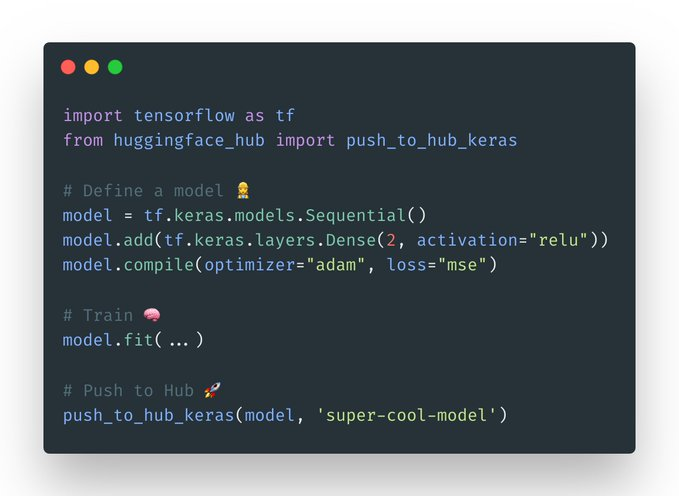 import tensorflow as tf
from huggingface_hub import push_to_hub_keras
# Define a model 👷‍♀️
model = tf.keras.models.Sequential()
model.add(tf.keras.layers.Dense(2, activation="relu"))
model.compile(optimizer="adam", loss="mse")
# Train 🧠
model.fit(...)
# Push to Hub 🚀
push_to_hub_keras(model, 'super-cool-model')